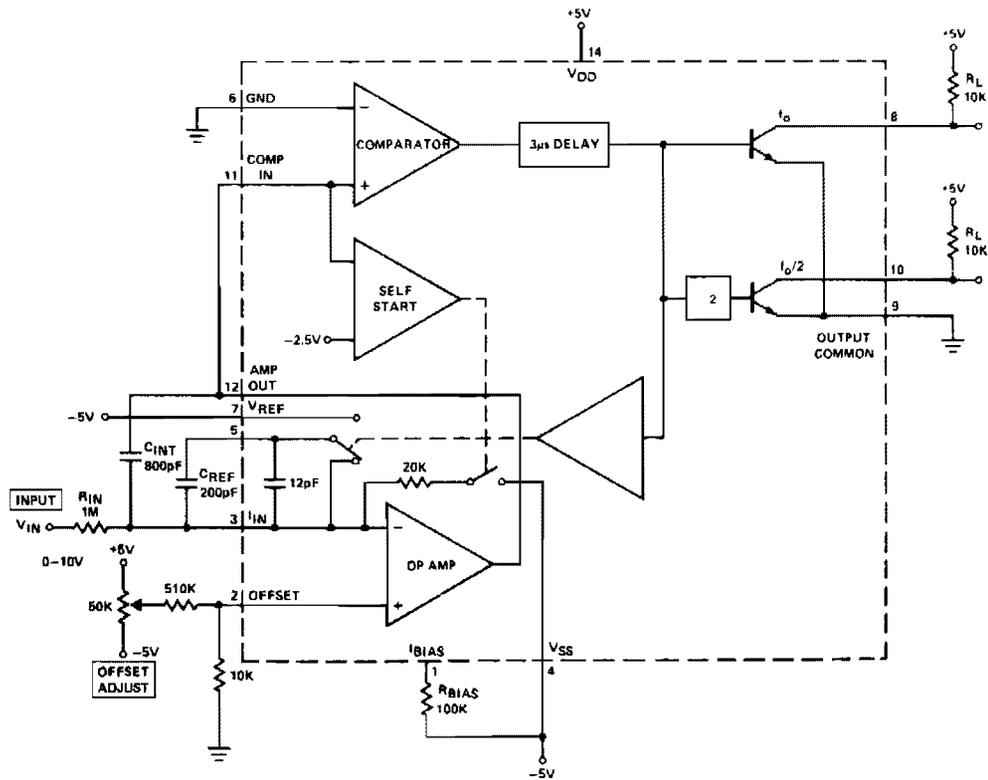 +5V
14
VDD
+5V
RL
10K
6 GND
−
COMPARATOR
+
3µs DELAY
fo
8
COMP
11 IN
+5V
RL
10K
SELF
START
−2.5V
2
fo/2
10
9
OUTPUT
COMMON
AMP
12 OUT
7 VREF
−5V
5
CINT
800pF
CREF
200pF
12pF
20K
INPUT
RIN
1M
VIN
3 IIN
−
OP AMP
+
0–10V
+5V
50K
510K
2 OFFSET
−5V
OFFSET
ADJUST
10K
IBIAS
1
RBIAS
100K
VSS
4
−5V